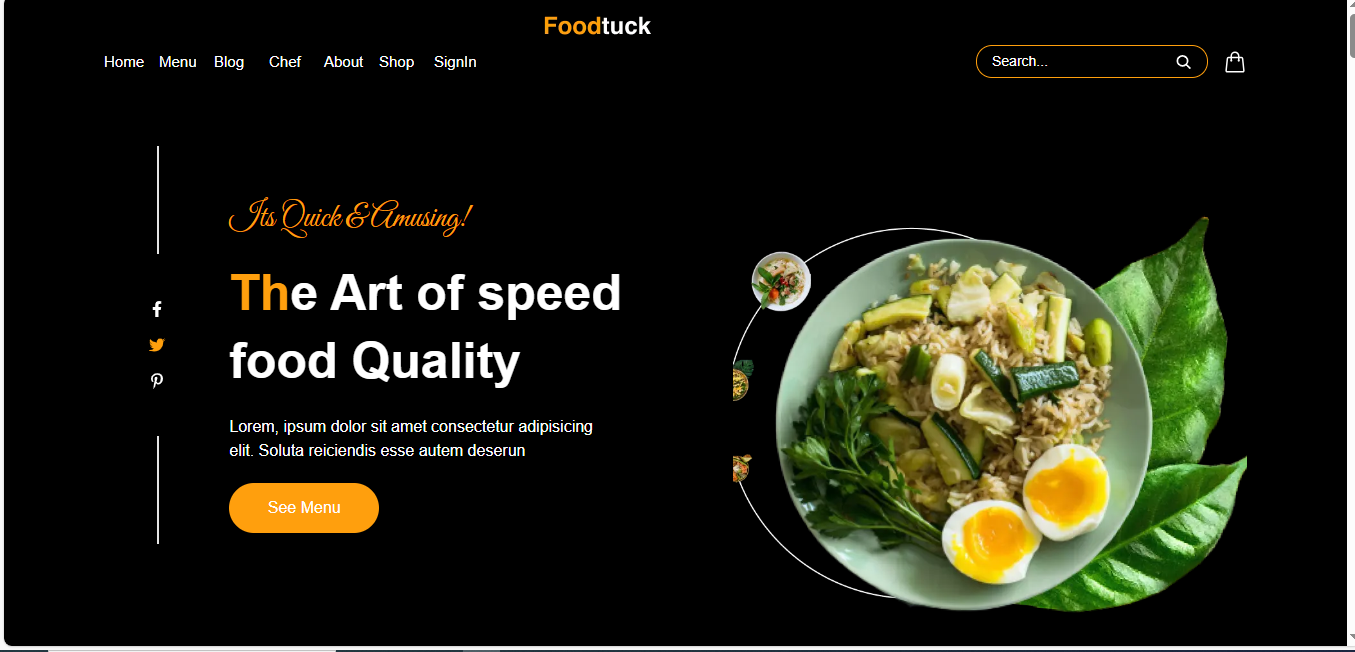 Foodtuck
Home Menu Blog Chef About Shop SignIn Search...
Its Quick & Amusing!
The Art of speed
food Quality
Lorem, ipsum dolor sit amet consectetur adipisicing
elit. Soluta reiciendis esse autem deserun
See Menu